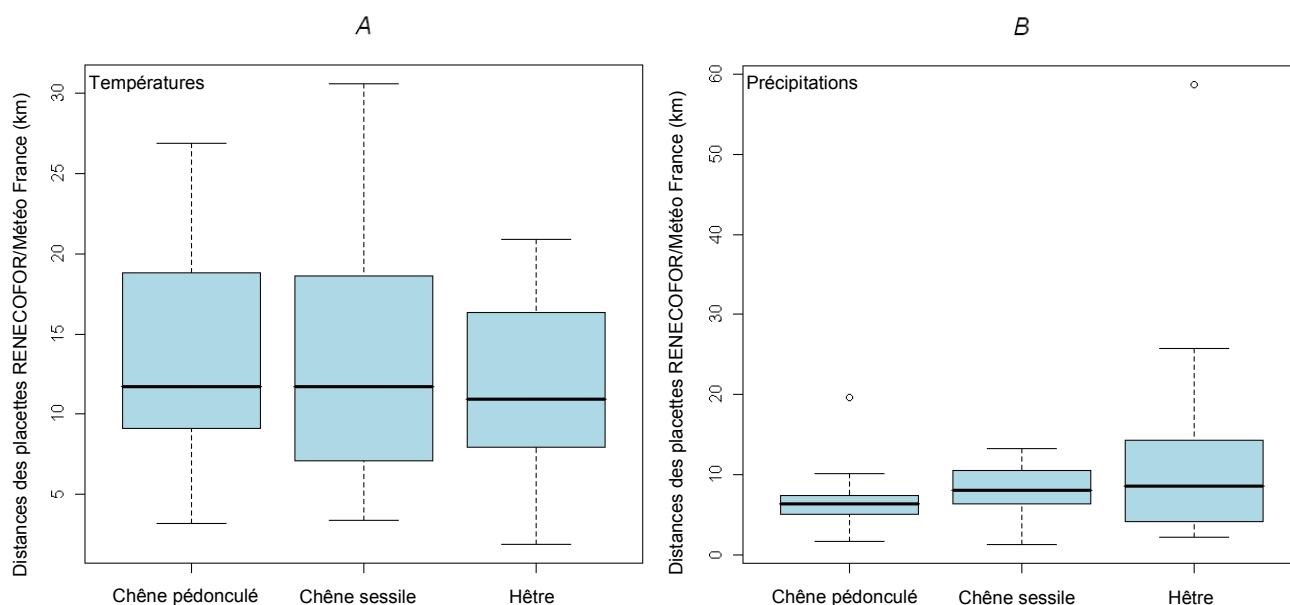 A
Températures
Distances des placettes RENECOFOR/Météo France (km)
30
25
20
15
10
5
Chêne pédonculé
Chêne sessile
Hêtre
B
Précipitations
Distances des placettes RENECOFOR/Météo France (km)
60
50
40
30
20
10
0
Chêne pédonculé
Chêne sessile
Hêtre